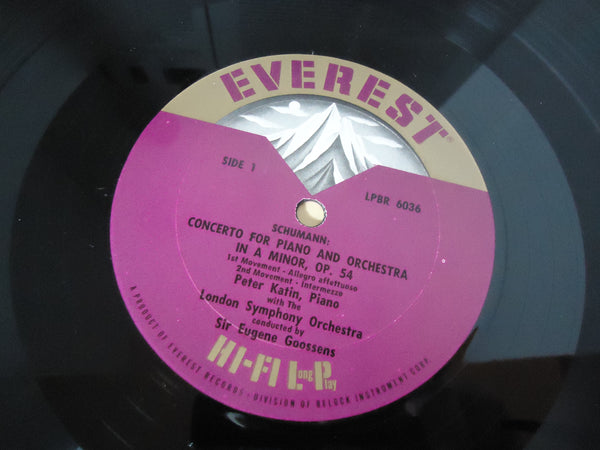 EVEREST®
SIDE 1
LPBR 6036
SCHUMANN:
CONCERTO FOR PIANO AND ORCHESTRA
IN A MINOR, OP. 54
1st Movement - Allegro affettuoso
2nd Movement - Intermezzo
Peter Katin, Piano
with The
London Symphony Orchestra
conducted by
Sir Eugene Goossens
HI-FI Long Play
A PRODUCT OF EVEREST RECORDS - DIVISION OF BELOCK INSTRUMENT CORP.